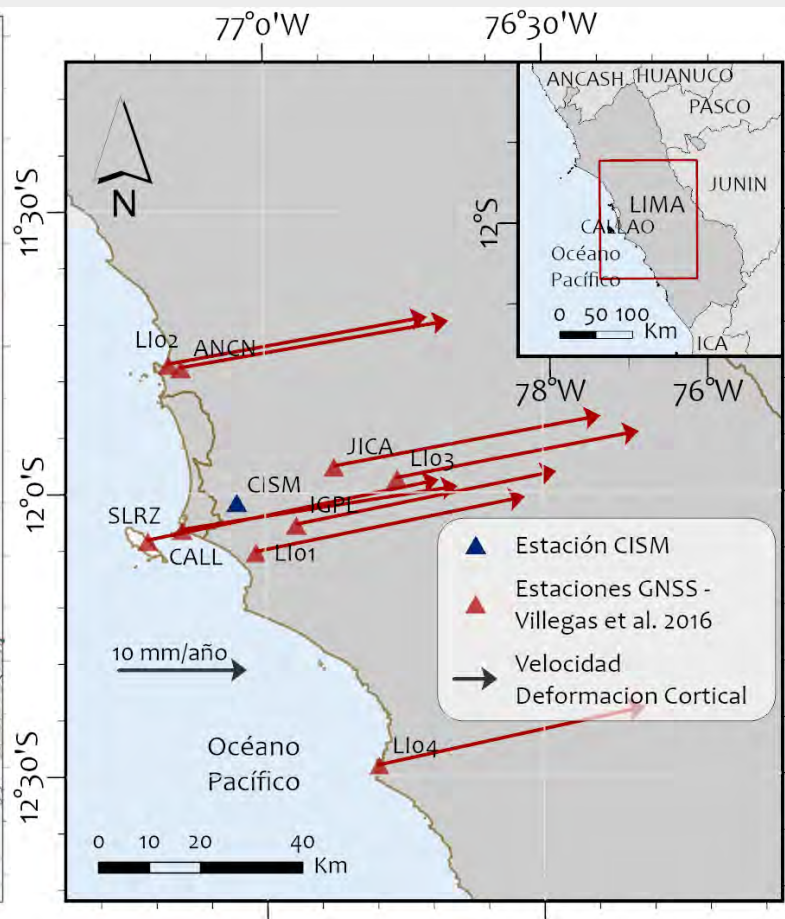 77°0'W
76°30'W
11°30'S
12°0'S
12°30'S
N
ANCASH
HUANUCO
PASCO
JUNIN
LIMA
CALLAO
Océano
Pacífico
ICA
0 50 100
Km
12°S
78°W
76°W
LI02
ANCN
JICA
LI03
CISM
IGPL
SLRZ
CALL
LI01
LI04
Estación CISM
Estaciones GNSS -
Villegas et al. 2016
Velocidad
Deformacion Cortical
10 mm/año
Océano
Pacífico
0 10 20 40
Km